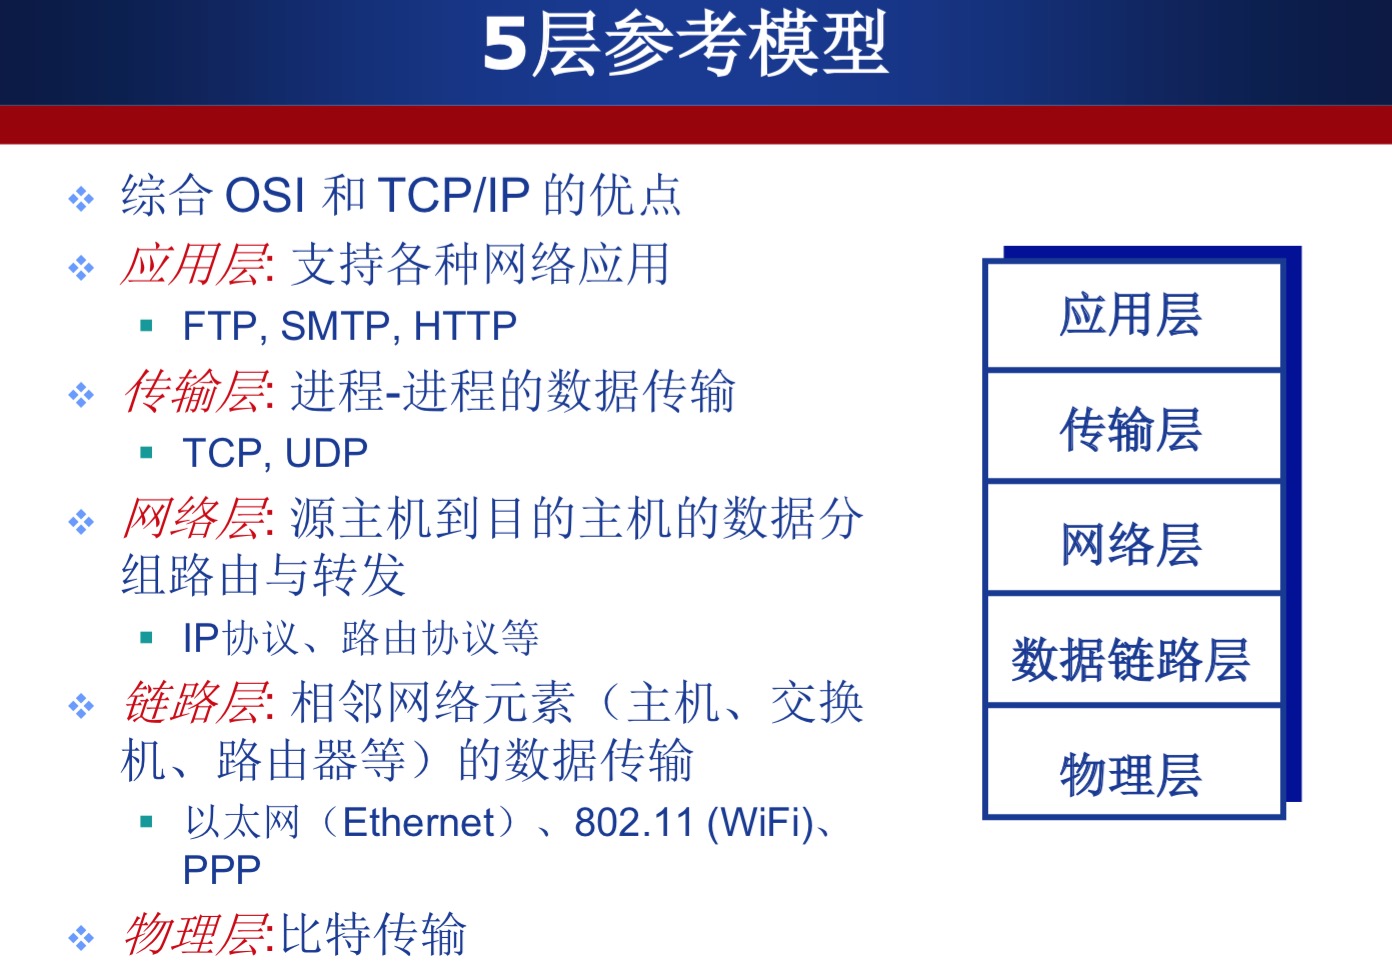 5层参考模型
综合 OSI 和 TCP/IP 的优点
应用层: 支持各种网络应用
FTP, SMTP, HTTP
传输层: 进程-进程的数据传输
TCP, UDP
网络层: 源主机到目的主机的数据分
组路由与转发
IP协议、路由协议等
链路层: 相邻网络元素（主机、交换
机、路由器等）的数据传输
以太网（Ethernet）、802.11 (WiFi)、
PPP
物理层:比特传输
应用层
传输层
网络层
数据链路层
物理层